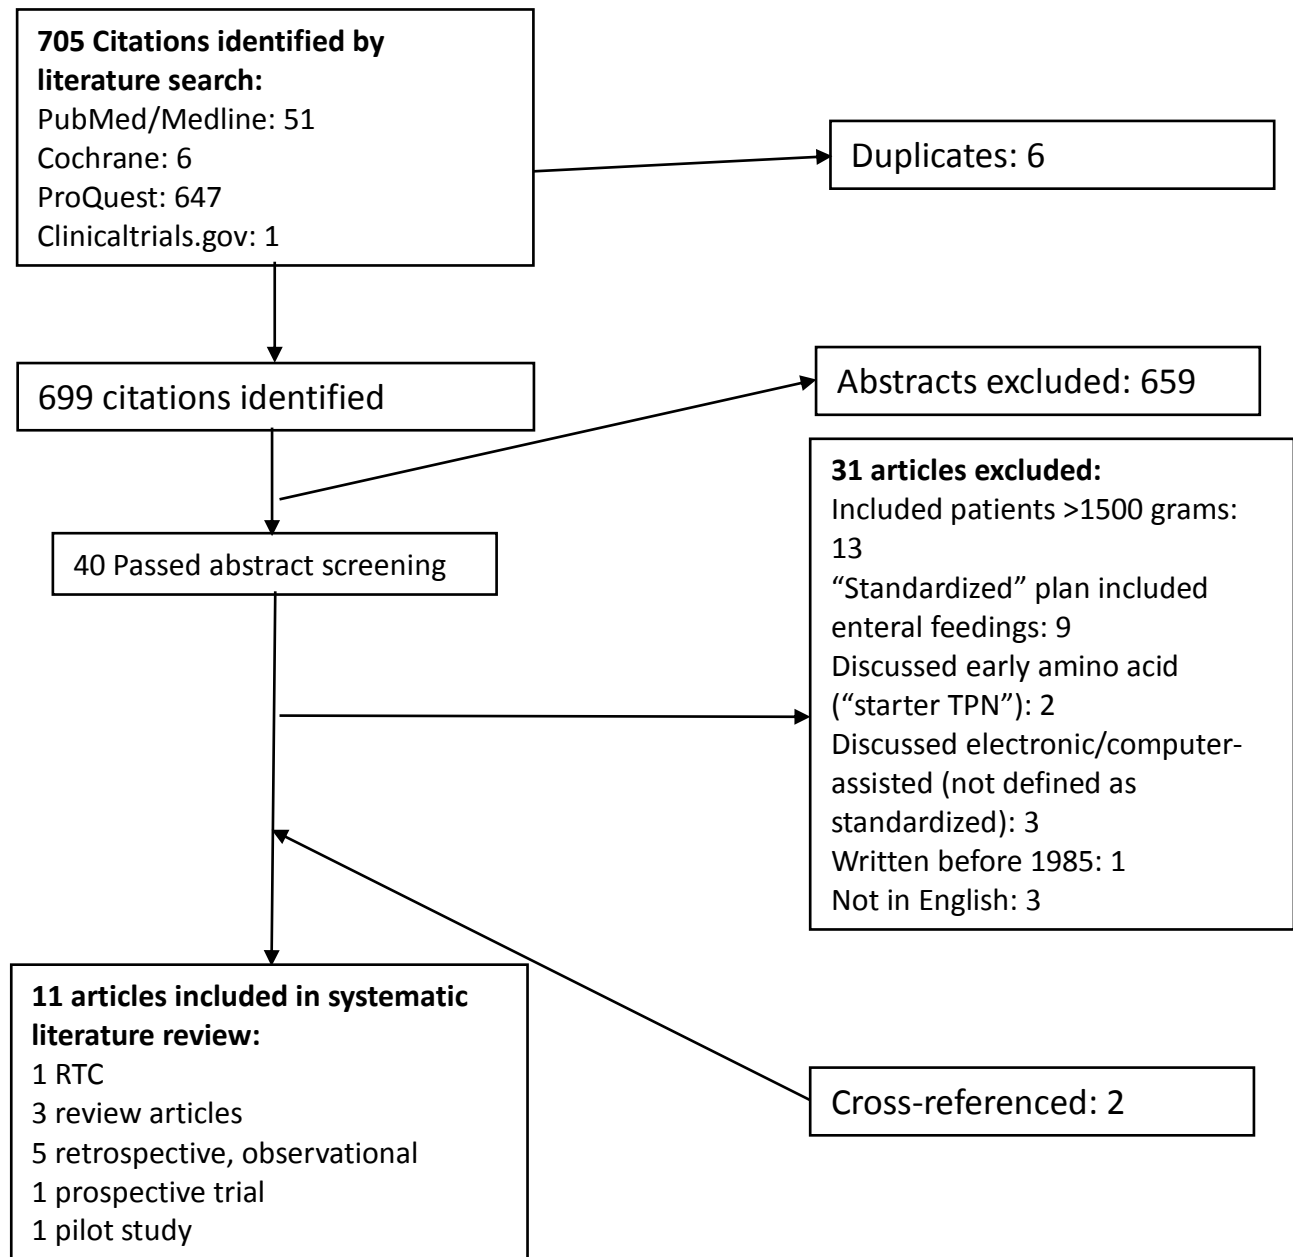 705 Citations identified by
literature search:
PubMed/Medline: 51
Cochrane: 6
ProQuest: 647
Clinicaltrials.gov: 1
Duplicates: 6
699 citations identified
Abstracts excluded: 659
40 Passed abstract screening
31 articles excluded:
Included patients >1500 grams:
13
“Standardized” plan included
enteral feedings: 9
Discussed early amino acid
(“starter TPN”): 2
Discussed electronic/computer-
assisted (not defined as
standardized): 3
Written before 1985: 1
Not in English: 3
Cross-referenced: 2
11 articles included in systematic
literature review:
1 RTC
3 review articles
5 retrospective, observational
1 prospective trial
1 pilot study